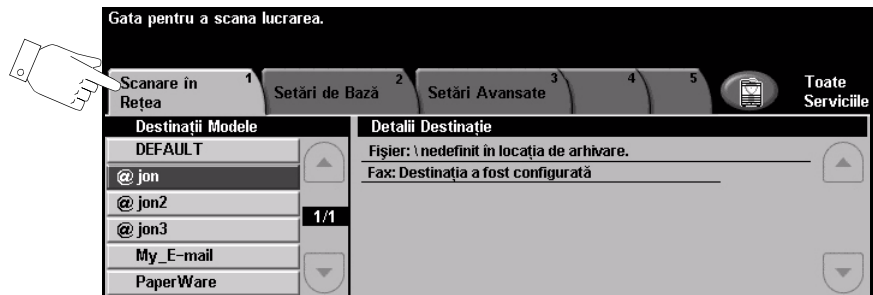 Gata pentru a scana lucrarea.
Scanare în Rețea 1
Setări de Bază 2
Setări Avansate 3
4
5
Toate Serviciile
Destinații Modele
DEFAULT
@ jon
@ jon2
@ jon3
My_E-mail
PaperWare
1/1
Detalii Destinație
Fișier: \ nedefinit în locația de arhivare.
Fax: Destinația a fost configurată